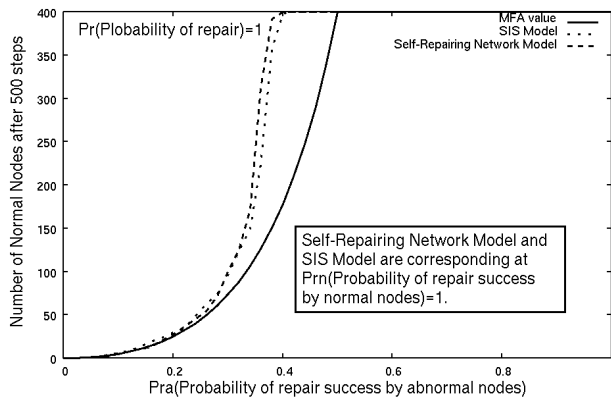 Pr(Plobability of repair)=1
MFA value
SIS Model
Self-Repairing Network Model
400
350
300
250
200
150
100
50
0
Number of Normal Nodes after 500 steps
Self-Repairing Network Model and
SIS Model are corresponding at
Prn(Probability of repair success
by normal nodes)=1.
0 0.2 0.4 0.6 0.8
Pra(Probability of repair success by abnormal nodes)